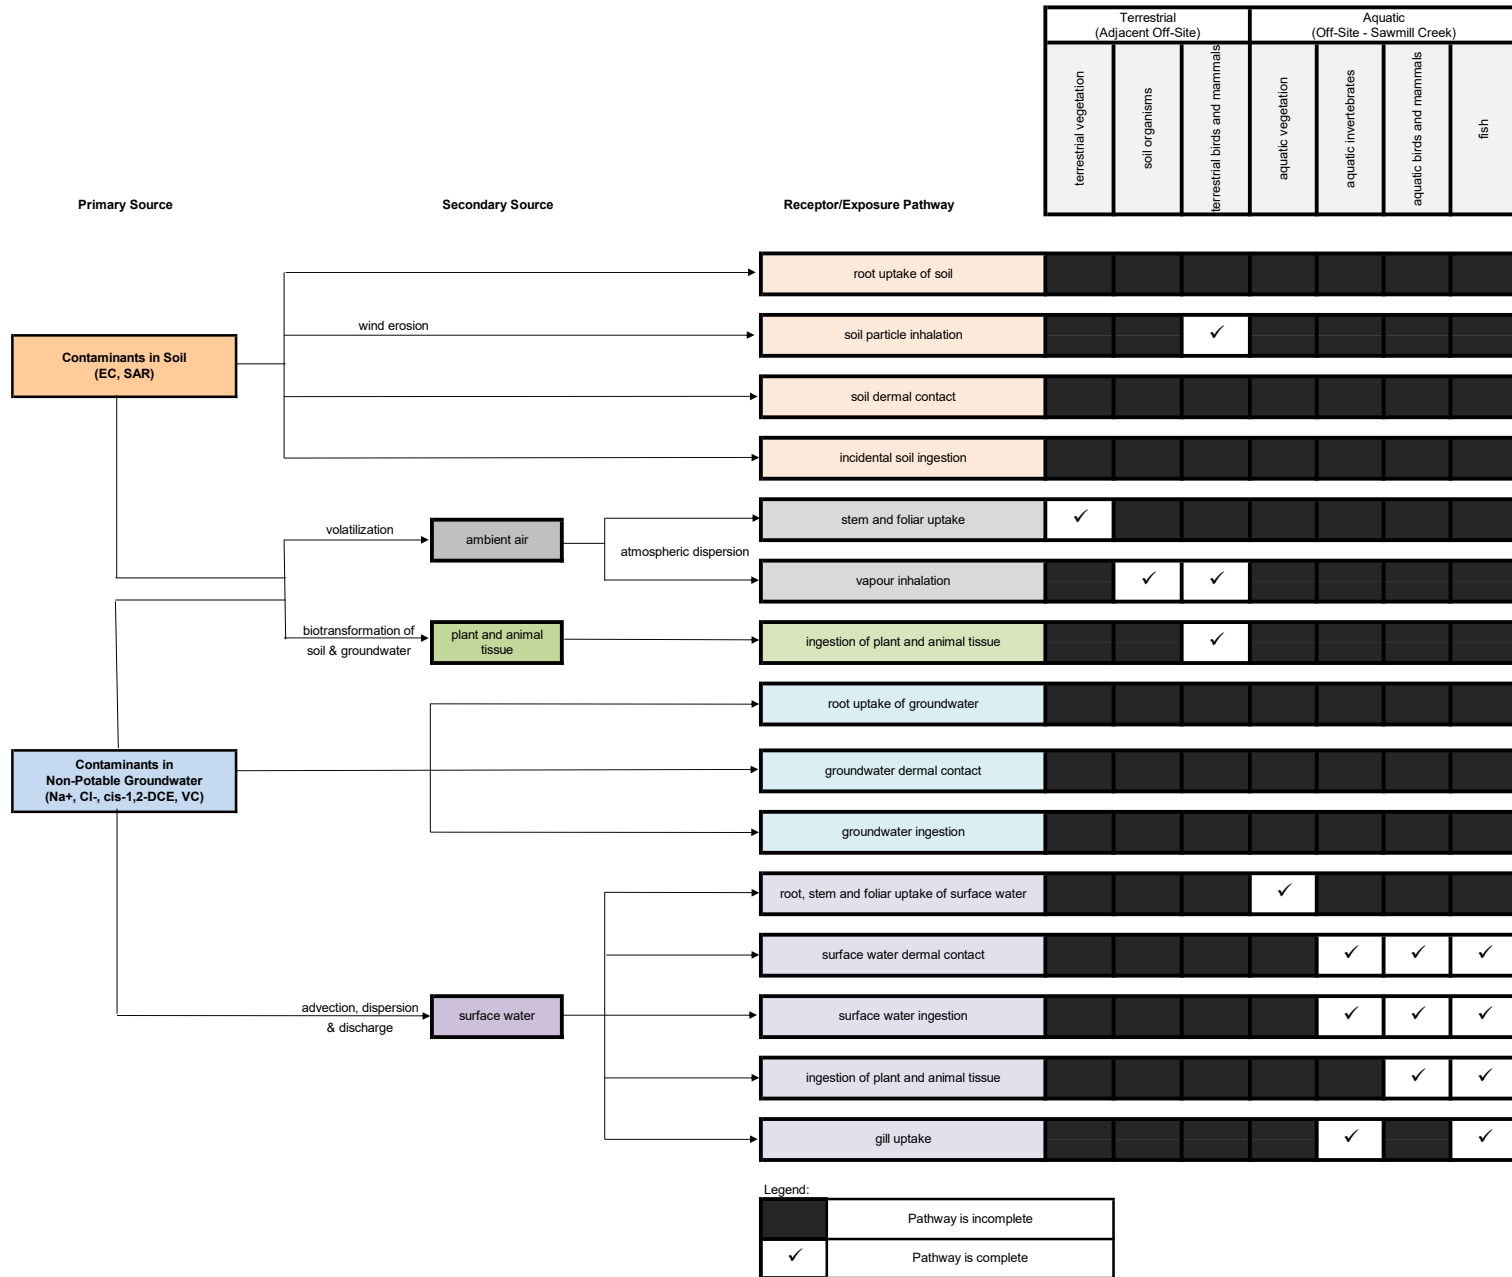 Terrestrial
(Adjacent Off-Site)
Aquatic
(Off-Site - Sawmill Creek)
terrestrial vegetation
soil organisms
terrestrial birds and mammals
aquatic vegetation
aquatic invertebrates
aquatic birds and mammals
fish
Primary Source
Secondary Source
Receptor/Exposure Pathway
root uptake of soil
wind erosion
soil particle inhalation
✓
Contaminants in Soil
(EC, SAR)
soil dermal contact
incidental soil ingestion
volatilization
ambient air
atmospheric dispersion
stem and foliar uptake
✓
vapour inhalation
✓ ✓
biotransformation of
soil & groundwater
plant and animal
tissue
ingestion of plant and animal tissue
✓
root uptake of groundwater
Contaminants in
Non-Potable Groundwater
(Na+, Cl-, cis-1,2-DCE, VC)
groundwater dermal contact
groundwater ingestion
root, stem and foliar uptake of surface water
✓
surface water dermal contact
✓ ✓ ✓
advection, dispersion
& discharge
surface water
surface water ingestion
✓ ✓ ✓
ingestion of plant and animal tissue
✓ ✓
gill uptake
✓ ✓
Legend:
Pathway is incomplete
✓ Pathway is complete